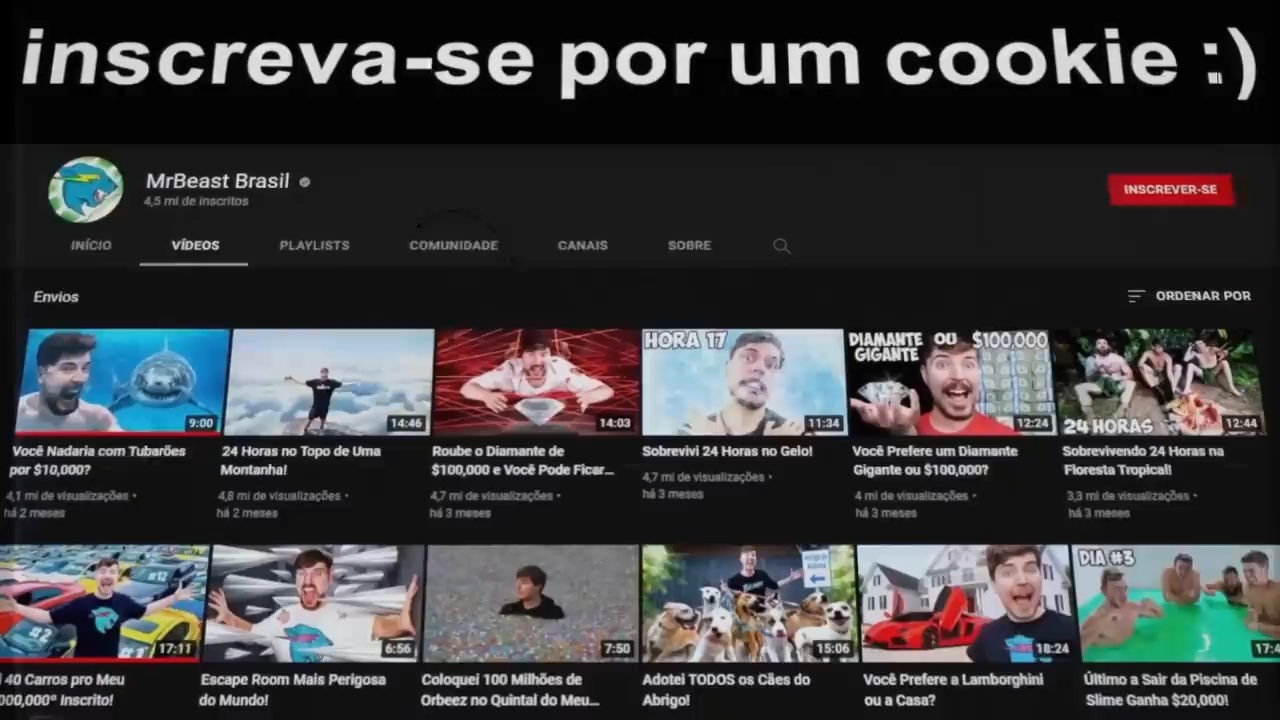 inscreva-se por um cookie :)
MrBeast Brasil
4,5 mi de inscritos
INSCREVER-SE
INÍCIO
VÍDEOS
PLAYLISTS
COMUNIDADE
CANAIS
SOBRE
Envios
ORDENAR POR
9:00
14:46
14:03
HORA 17
11:34
DIAMANTE OU $100,000
GIGANTE
12:24
24 HORAS
12:44
Você Nadaria com Tubarões
por $10,000?
4,1 mi de visualizações •
há 2 meses
24 Horas no Topo de Uma
Montanha!
4,8 mi de visualizações •
há 2 meses
Roube o Diamante de
$100,000 e Você Pode Ficar...
4,7 mi de visualizações •
há 3 meses
Sobrevivi 24 Horas no Gelo!
4,7 mi de visualizações •
há 3 meses
Você Prefere um Diamante
Gigante ou $100,000?
4 mi de visualizações •
há 3 meses
Sobrevivendo 24 Horas na
Floresta Tropical!
3,3 mi de visualizações •
há 3 meses
#12
#2
#1
17:11
6:56
7:50
15:06
18:24
DIA #3
17:4
40 Carros pro Meu
000,000º Inscrito!
Escape Room Mais Perigosa
do Mundo!
Coloquei 100 Milhões de
Orbeez no Quintal do Meu...
Adotei TODOS os Cães do
Abrigo!
Você Prefere a Lamborghini
ou a Casa?
Último a Sair da Piscina de
Slime Ganha $20,000!